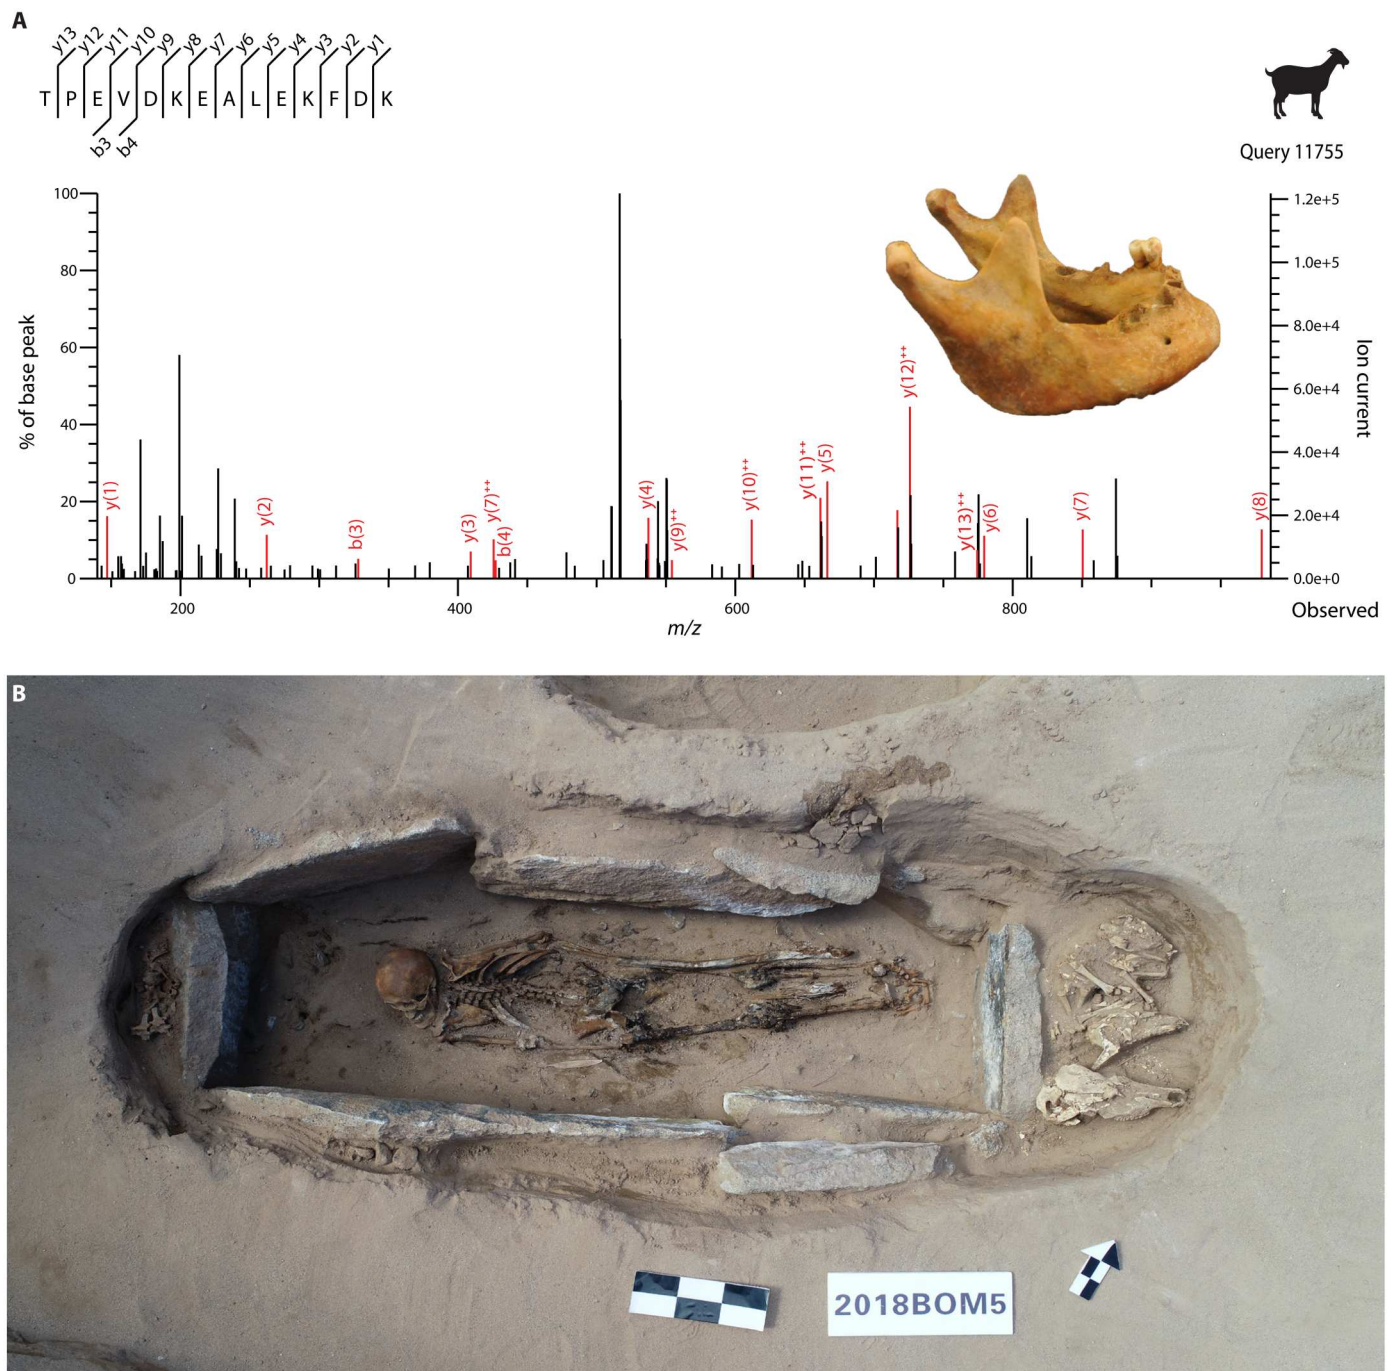 A
y13 y12 y11 y10 y9 y8 y7 y6 y5 y4 y3 y2 y1
T P E V D K E A L E K F D K
b3 b4
Query 11755
% of base peak
100
80
60
40
20
0
y(1)
y(2)
b(3)
y(3)
y(7)++
b(4)
y(4)
y(9)++
y(10)++
y(11)++
y(5)
y(12)++
y(13)++
y(6)
y(7)
y(8)
1.2e+5
1.0e+5
8.0e+4
6.0e+4
4.0e+4
2.0e+4
0.0e+0
Ion current
200 400 600 800
Observed
m/z
B
2018BOM5